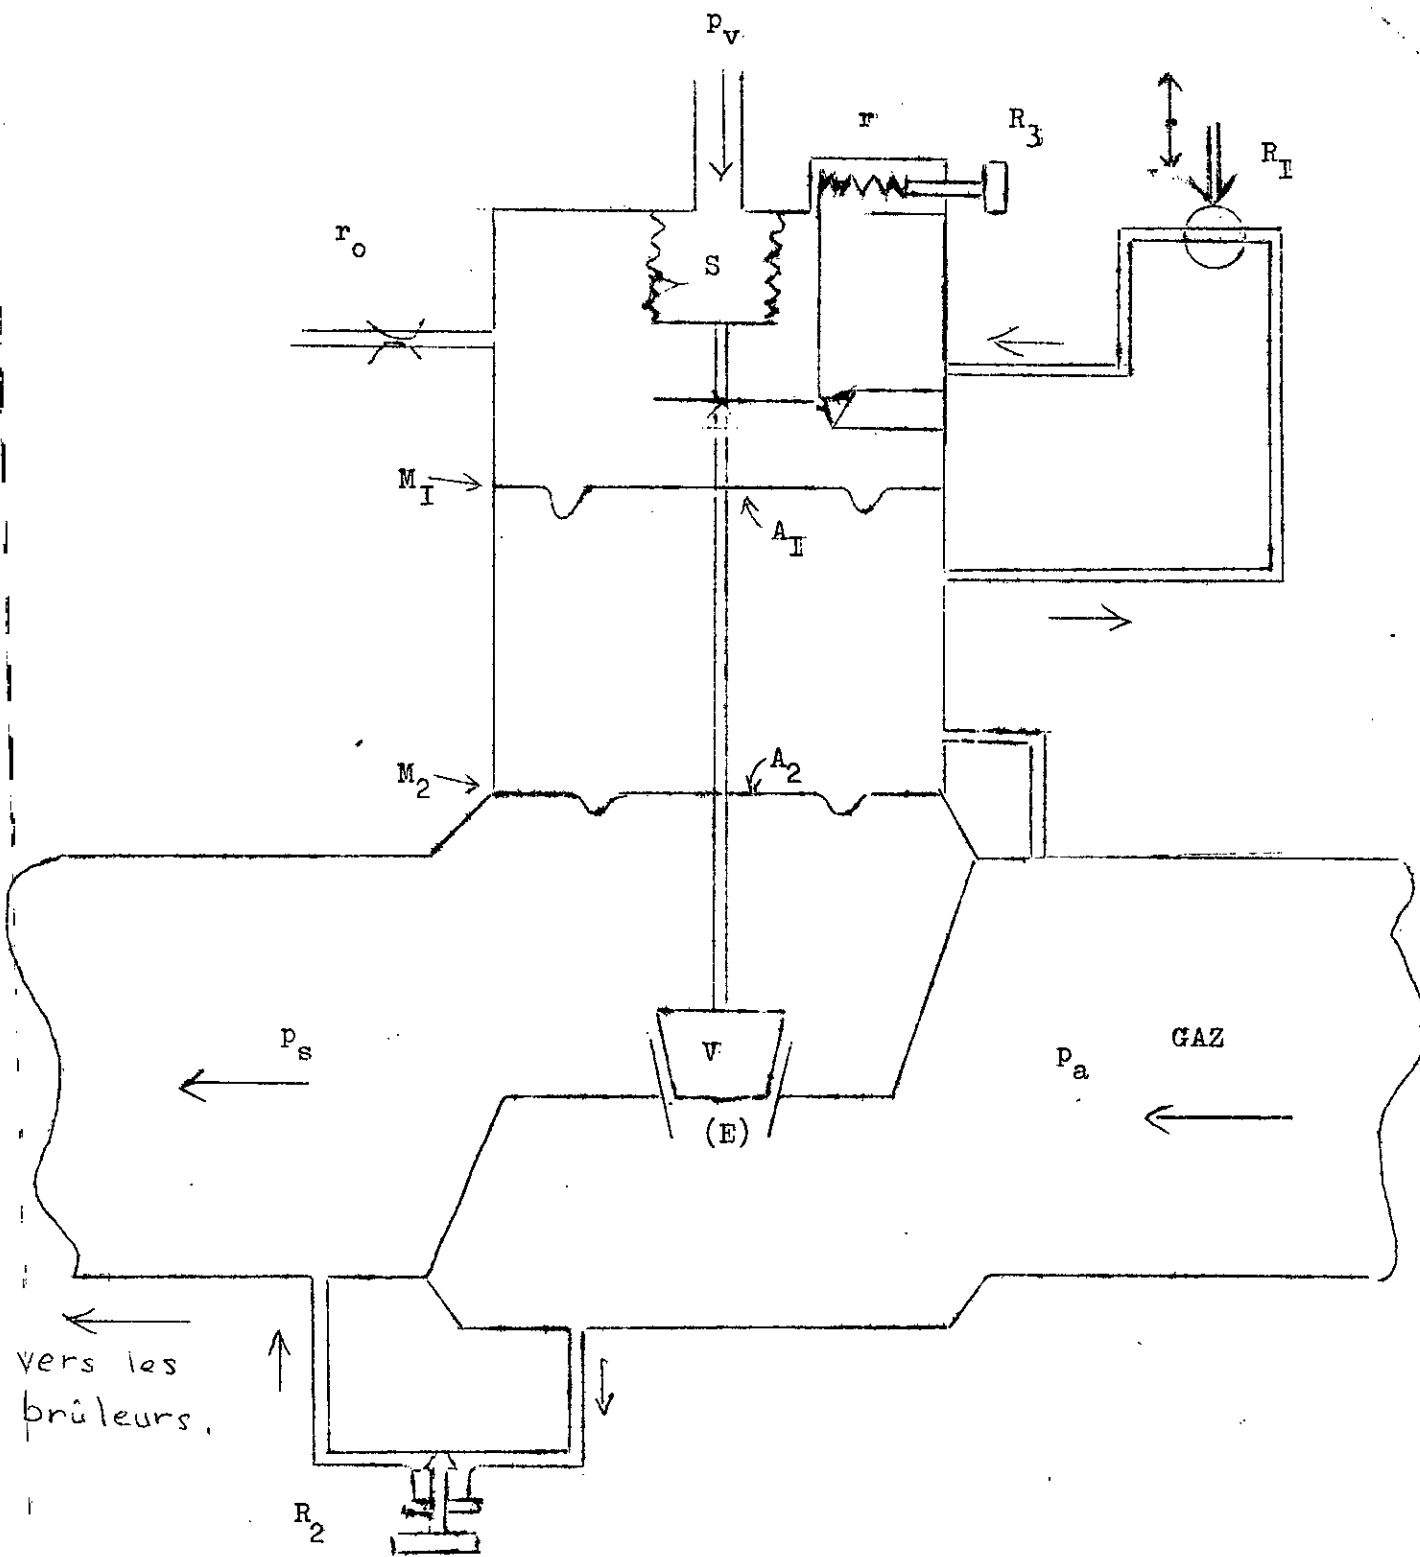 p_v
r
R_3
R_I
r_o
S
M_I
A_I
M_2
A_2
p_s
V
(E)
p_a
GAZ
vers les
brûleurs.
R_2